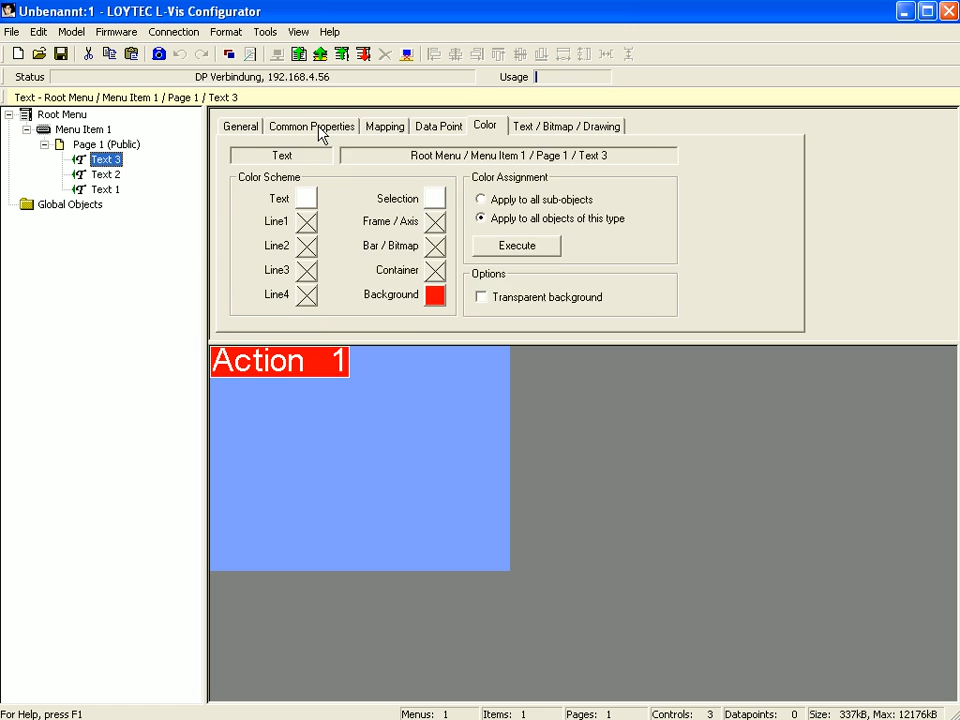 Unbenannt:1 - LOYTEC L-Vis Configurator
File Edit Model Firmware Connection Format Tools View Help
Status DP Verbindung, 192.168.4.56 Usage
Text - Root Menu / Menu Item 1 / Page 1 / Text 3
Root Menu
Menu Item 1
Page 1 (Public)
Text 3
Text 2
Text 1
Global Objects
General Common Properties Mapping Data Point Color Text / Bitmap / Drawing
Text Root Menu / Menu Item 1 / Page 1 / Text 3
Color Scheme
Text Selection
Line1 Frame / Axis
Line2 Bar / Bitmap
Line3 Container
Line4 Background
Color Assignment
Apply to all sub-objects
Apply to all objects of this type
Execute
Options
Transparent background
Action 1
For Help, press F1 Menus: 1 Items: 1 Pages: 1 Controls: 3 Datapoints: 0 Size: 337kB, Max: 12176kB